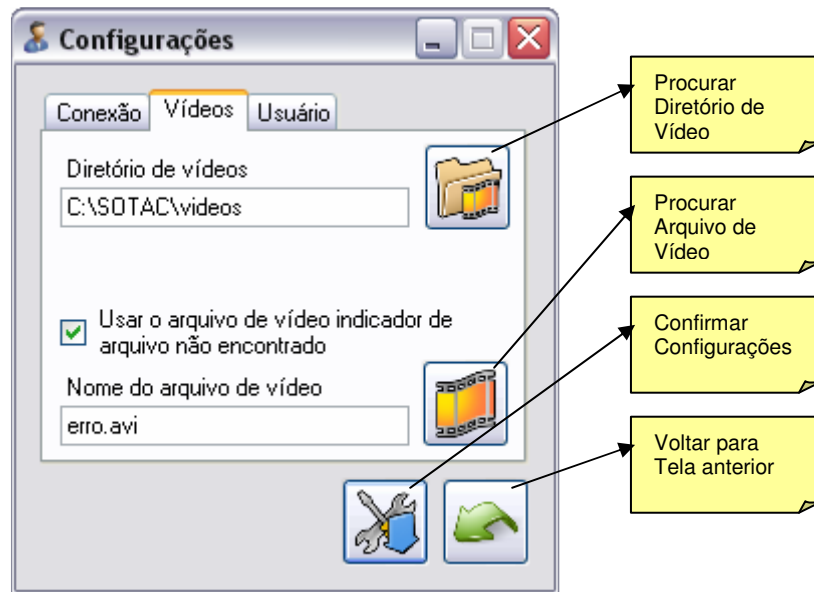 Configurações
Conexão
Vídeos
Usuário
Diretório de vídeos
C:\SOTAC\videos
Usar o arquivo de vídeo indicador de
arquivo não encontrado
Nome do arquivo de vídeo
erro.avi
Procurar
Diretório de
Vídeo
Procurar
Arquivo de
Vídeo
Confirmar
Configurações
Voltar para
Tela anterior